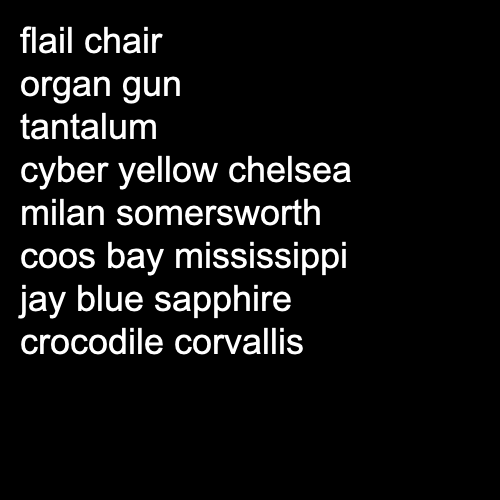 flail chair
organ gun
tantalum
cyber yellow chelsea
milan somersworth
coos bay mississippi
jay blue sapphire
crocodile corvallis